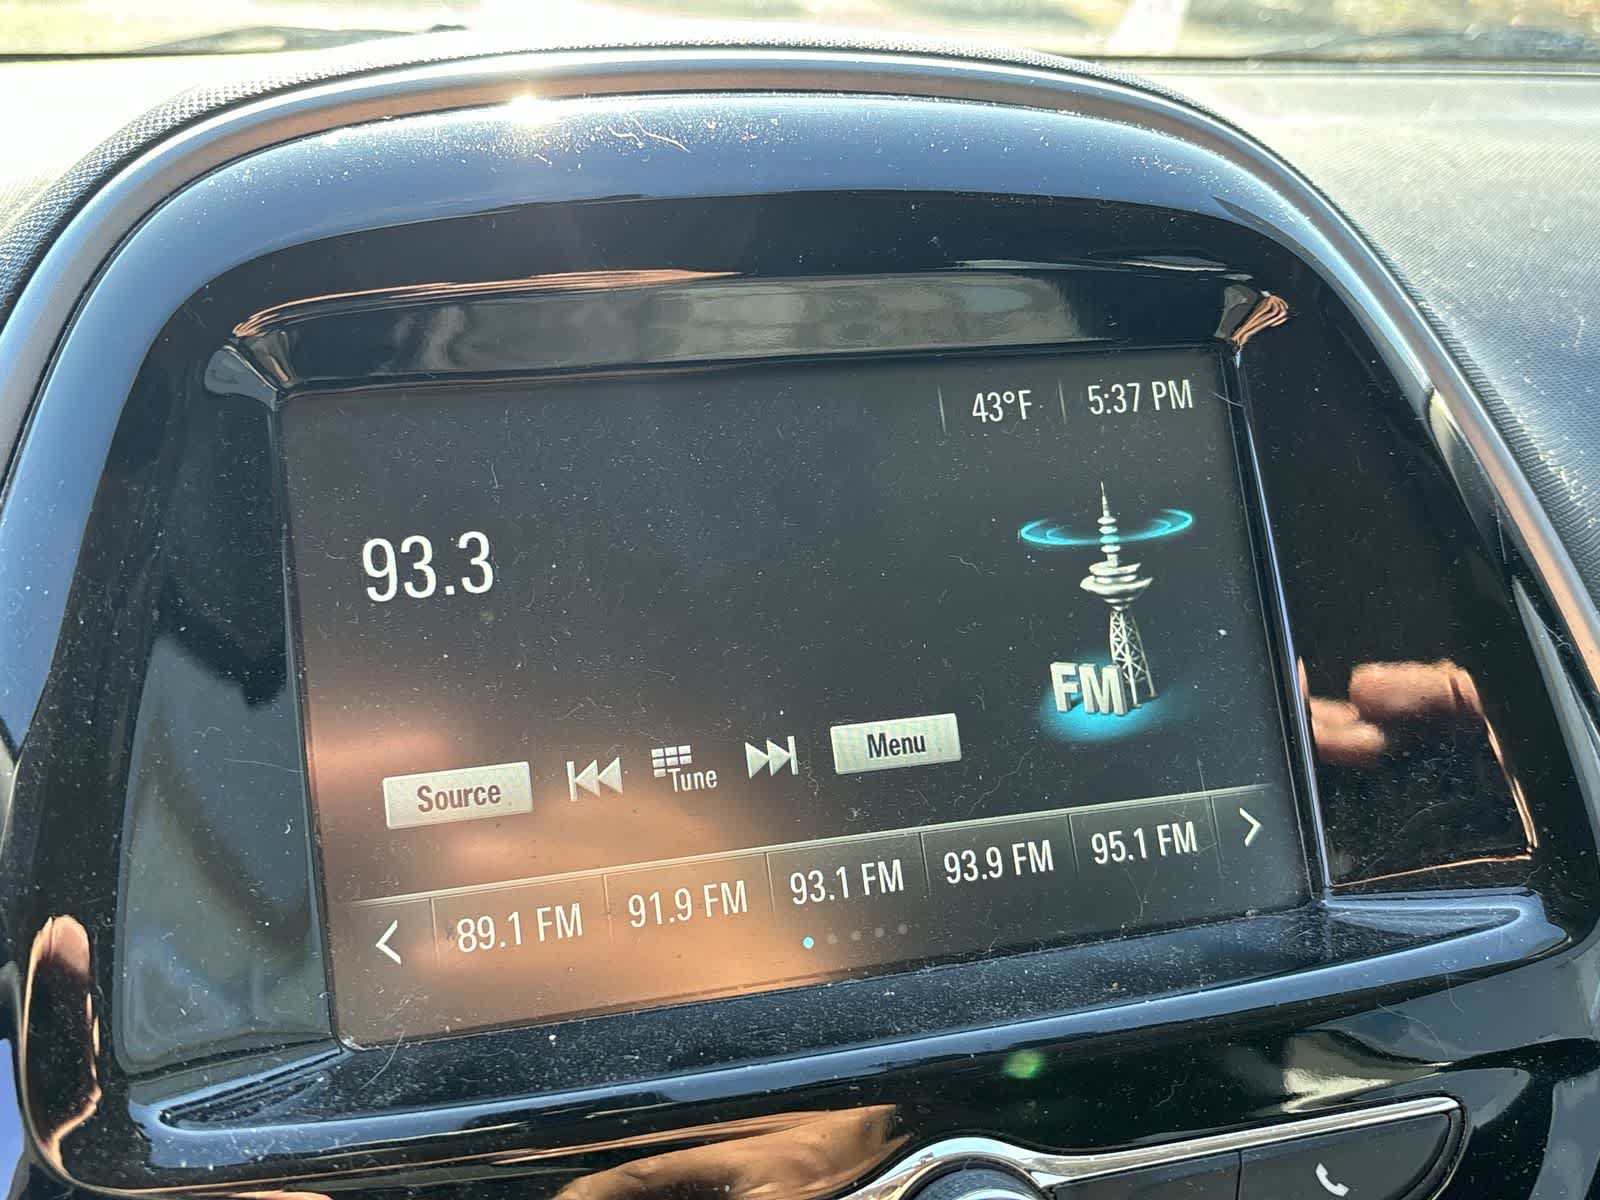 43°F 5:37 PM
93.3
FM
Source Tune Menu
89.1 FM 91.9 FM 93.1 FM 93.9 FM 95.1 FM